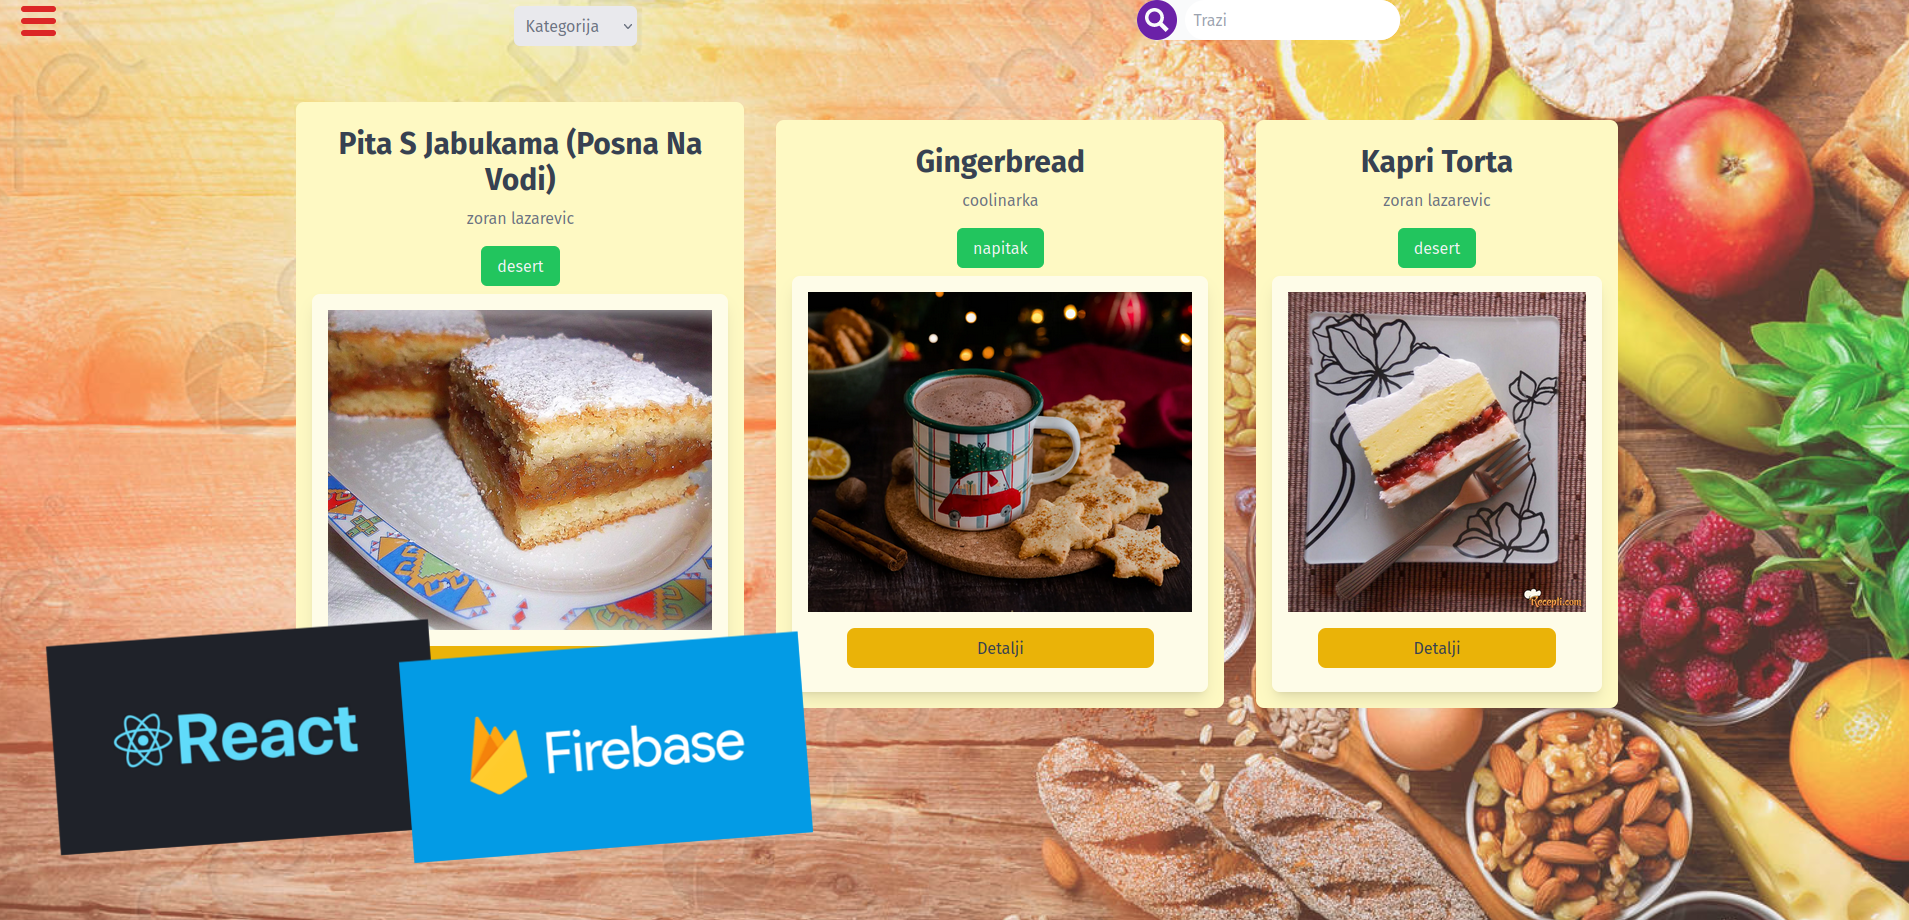 Kategorija
Trazi
Pita S Jabukama (Posna Na
Vodi)
zoran lazarevic
desert
Gingerbread
coolinarka
napitak
Detalji
Kapri Torta
zoran lazarevic
desert
Recepti.com
Detalji
React
Firebase